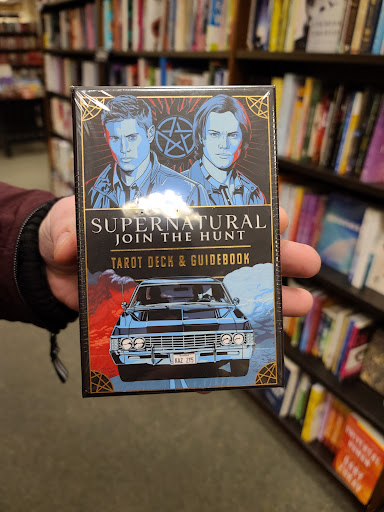 SUPERNATURAL
JOIN THE HUNT
TAROT DECK & GUIDEBOOK